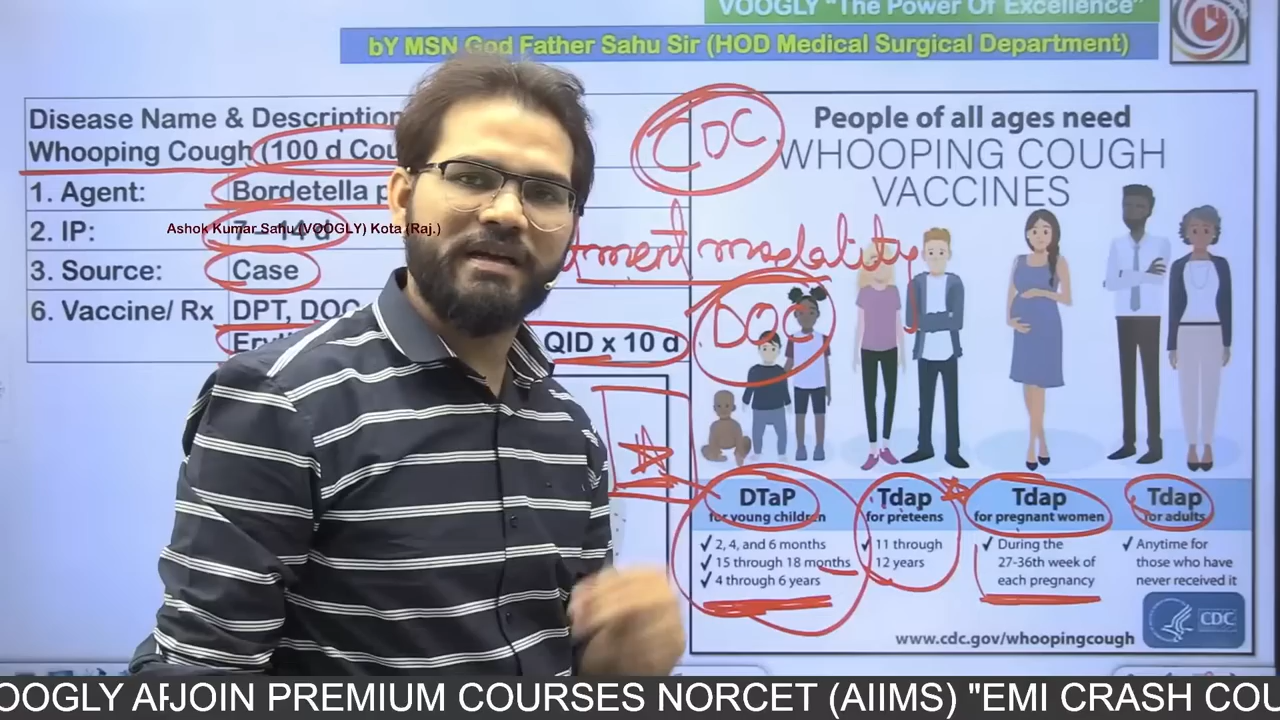 VOOGLY "The Power Of Excellence"
bY MSN God Father Sahu Sir (HOD Medical Surgical Department)
Disease Name & Description
Whooping Cough (100 d Cou
1. Agent: Bordetella p
2. IP: 7 – 14 d
Ashok Kumar Sahu (VOOGLY) Kota (Raj.)
3. Source: Case
6. Vaccine/ Rx DPT, DOC
QID x 10 d
CDC
tment modality
DOC
People of all ages need
WHOOPING COUGH
VACCINES
DTaP
for young children
✓ 2, 4, and 6 months
✓ 15 through 18 months
✓ 4 through 6 years
Tdap
for preteens
✓ 11 through
12 years
Tdap
for pregnant women
✓ During the
27-36th week of
each pregnancy
Tdap
for adults
✓ Anytime for
those who have
never received it
www.cdc.gov/whoopingcough
CDC
OOGLY AP
JOIN PREMIUM COURSES NORCET (AIIMS) "EMI CRASH COU